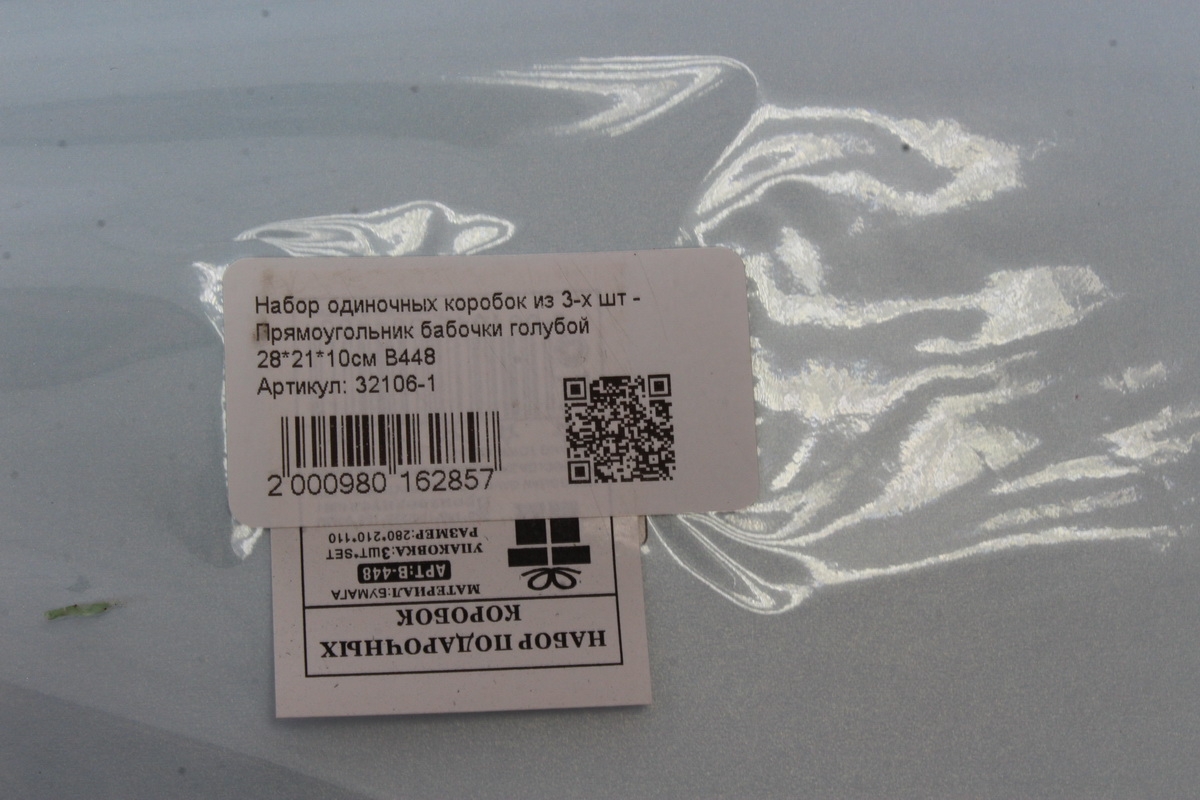 Набор одиночных коробок из 3-х шт -
Прямоугольник бабочки голубой
28*21*10см B448
Артикул: 32106-1
2 000980 162857
НАБОР ПОДАРОЧНЫХ
КОРОБОК
МАТЕРИАЛ:БУМАГА
АРТ:В-448
УПАКОВКА:3шт*SET
РАЗМЕР:280*210*110